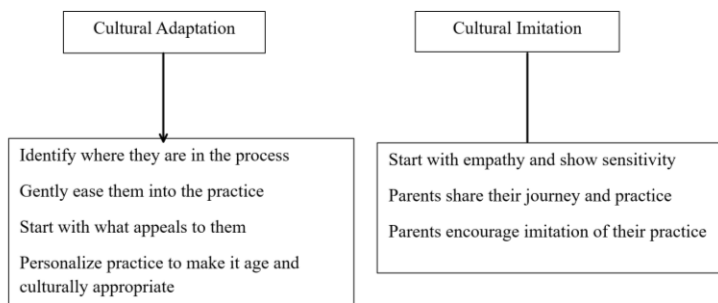 Cultural Adaptation
Identify where they are in the process
Gently ease them into the practice
Start with what appeals to them
Personalize practice to make it age and
culturally appropriate
Cultural Imitation
Start with empathy and show sensitivity
Parents share their journey and practice
Parents encourage imitation of their practice